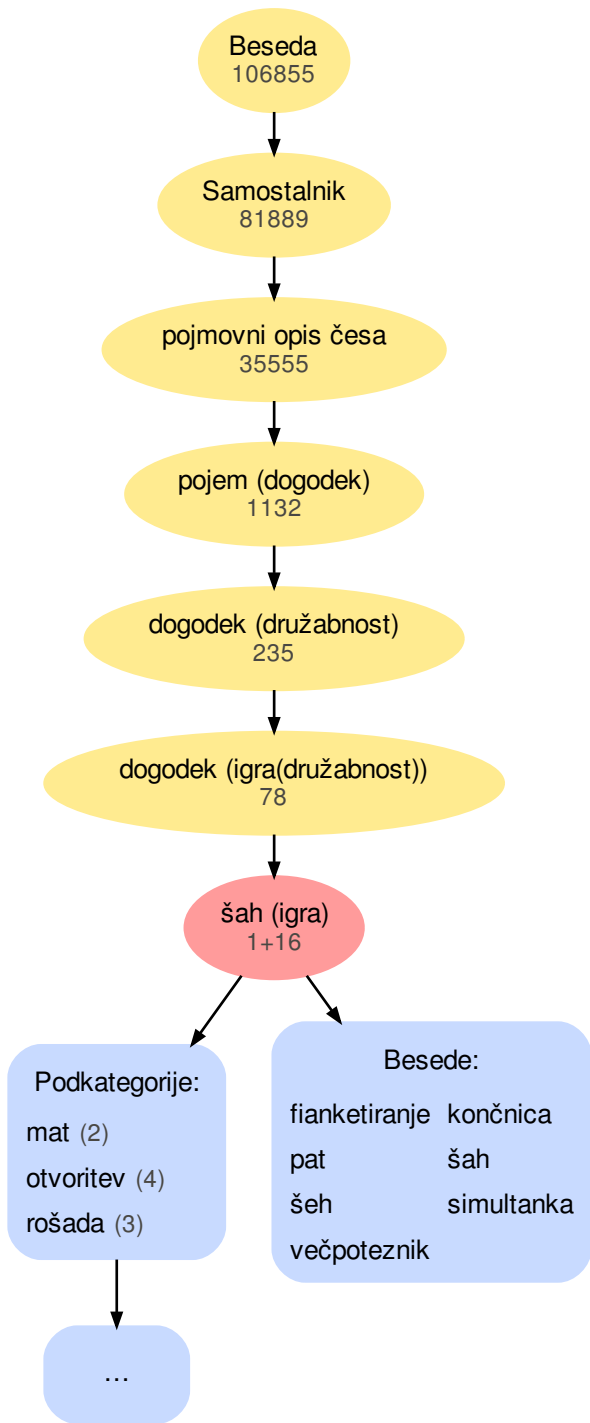 Beseda
106855
Samostalnik
81889
pojmovni opis česa
35555
pojem (dogodek)
1132
dogodek (družabnost)
235
dogodek (igra(družabnost))
78
šah (igra)
1+16
Podkategorije:
mat (2)
otvoritev (4)
rošada (3)
Besede:
fianketiranje končnica
pat šah
šeh simultanka
večpoteznik
…